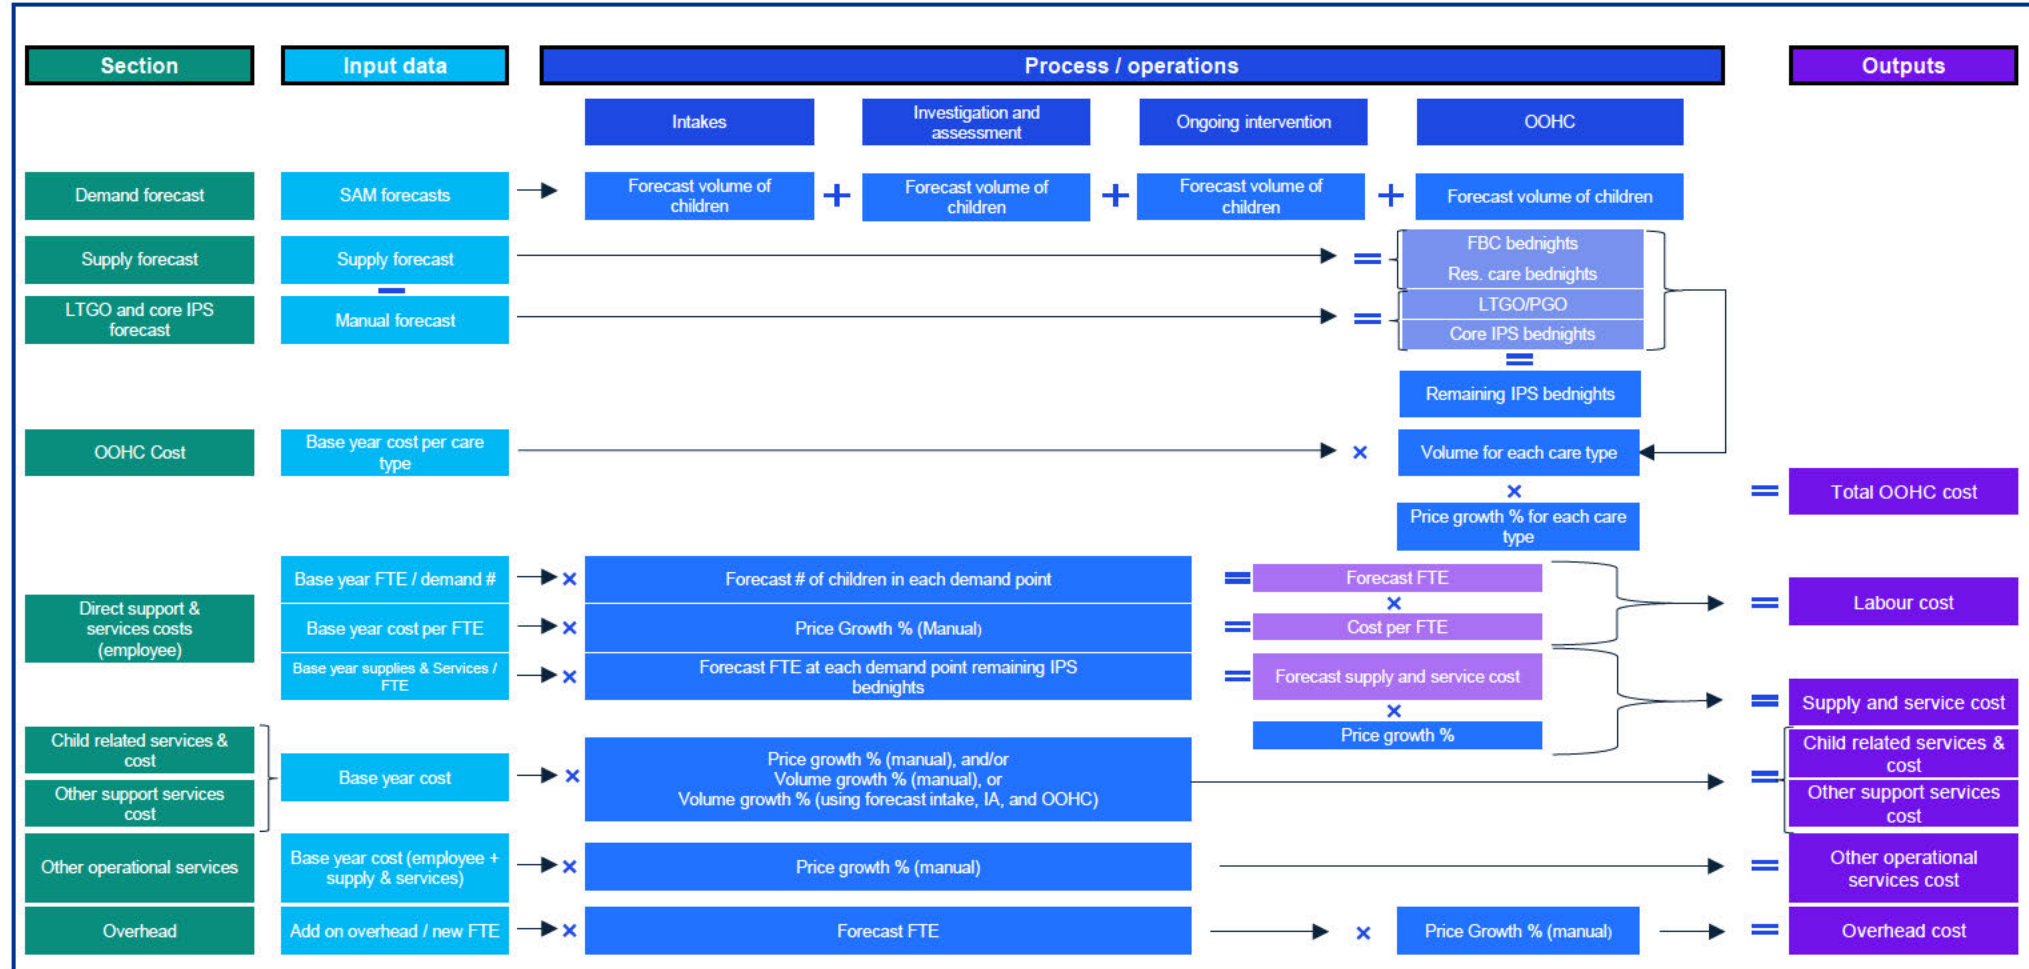 Section
Input data
Process / operations
Outputs
Intakes
Investigation and
assessment
Ongoing intervention
OOHC
Demand forecast
SAM forecasts
Forecast volume of
children
+
Forecast volume of
children
+
Forecast volume of
children
+
Forecast volume of children
Supply forecast
Supply forecast
=
FBC bednights
Res. care bednights
LTGO and core IPS
forecast
Manual forecast
=
LTGO/PGO
Core IPS bednights
=
Remaining IPS bednights
OOHC Cost
Base year cost per care
type
×
Volume for each care type
×
Price growth % for each care
type
=
Total OOHC cost
Direct support &
services costs
(employee)
Base year FTE / demand #
×
Forecast # of children in each demand point
=
Forecast FTE
×
Base year cost per FTE
×
Price Growth % (Manual)
=
Cost per FTE
=
Labour cost
Base year supplies & Services /
FTE
×
Forecast FTE at each demand point remaining IPS
bednights
=
Forecast supply and service cost
×
Price growth %
=
Supply and service cost
Child related services &
cost
Other support services
cost
Base year cost
×
Price growth % (manual), and/or
Volume growth % (manual), or
Volume growth % (using forecast intake, IA, and OOHC)
=
Child related services &
cost
Other support services
cost
Other operational services
Base year cost (employee +
supply & services)
×
Price growth % (manual)
=
Other operational
services cost
Overhead
Add on overhead / new FTE
×
Forecast FTE
×
Price Growth % (manual)
=
Overhead cost